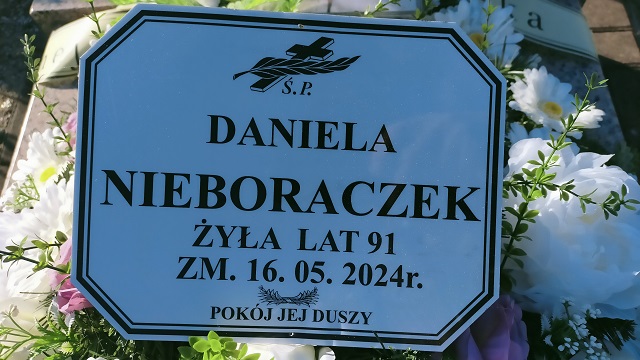 Ś.P.
DANIELA
NIEBORACZEK
ŻYŁA LAT 91
ZM. 16. 05. 2024r.
POKÓJ JEJ DUSZY